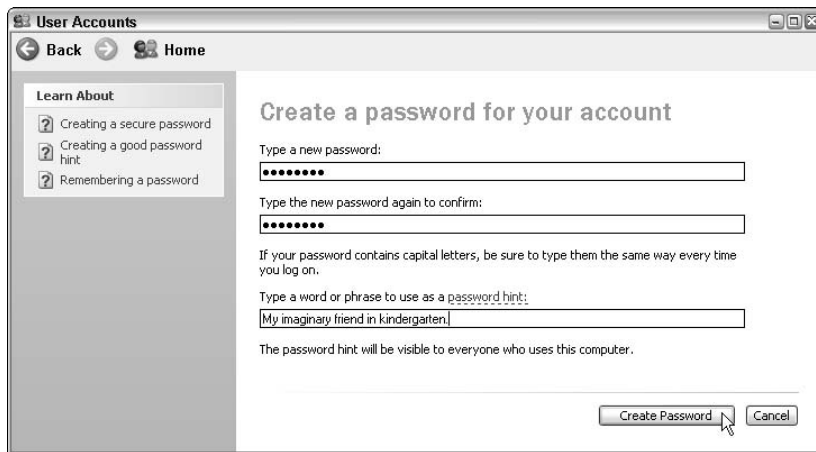 User Accounts
Back Home
Learn About
Creating a secure password
Creating a good password
hint
Remembering a password
Create a password for your account
Type a new password:
••••••••
Type the new password again to confirm:
••••••••
If your password contains capital letters, be sure to type them the same way every time
you log on.
Type a word or phrase to use as a password hint:
My imaginary friend in kindergarten.
The password hint will be visible to everyone who uses this computer.
Create Password Cancel